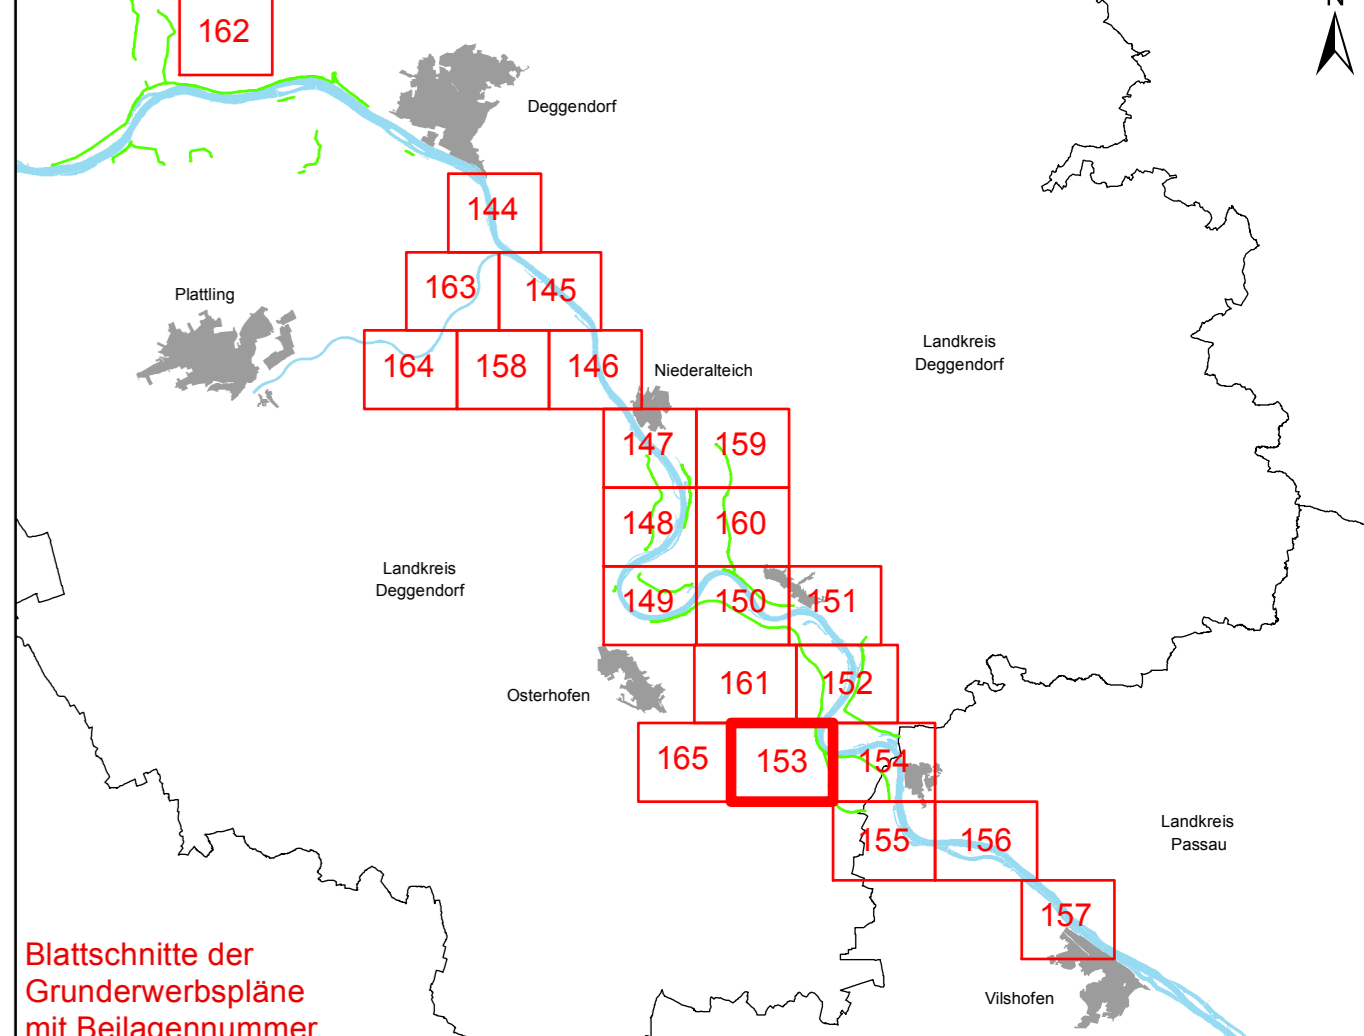 N
162
Deggendorf
144
Plattling
163
145
164
158
146
Niederalteich
Landkreis
Deggendorf
147
159
148
160
Landkreis
Deggendorf
149
150
151
Osterhofen
161
152
165
153
154
155
156
Landkreis
Passau
157
Vilshofen
Blattschnitte der
Grunderwerbspläne
mit Beilagennummer